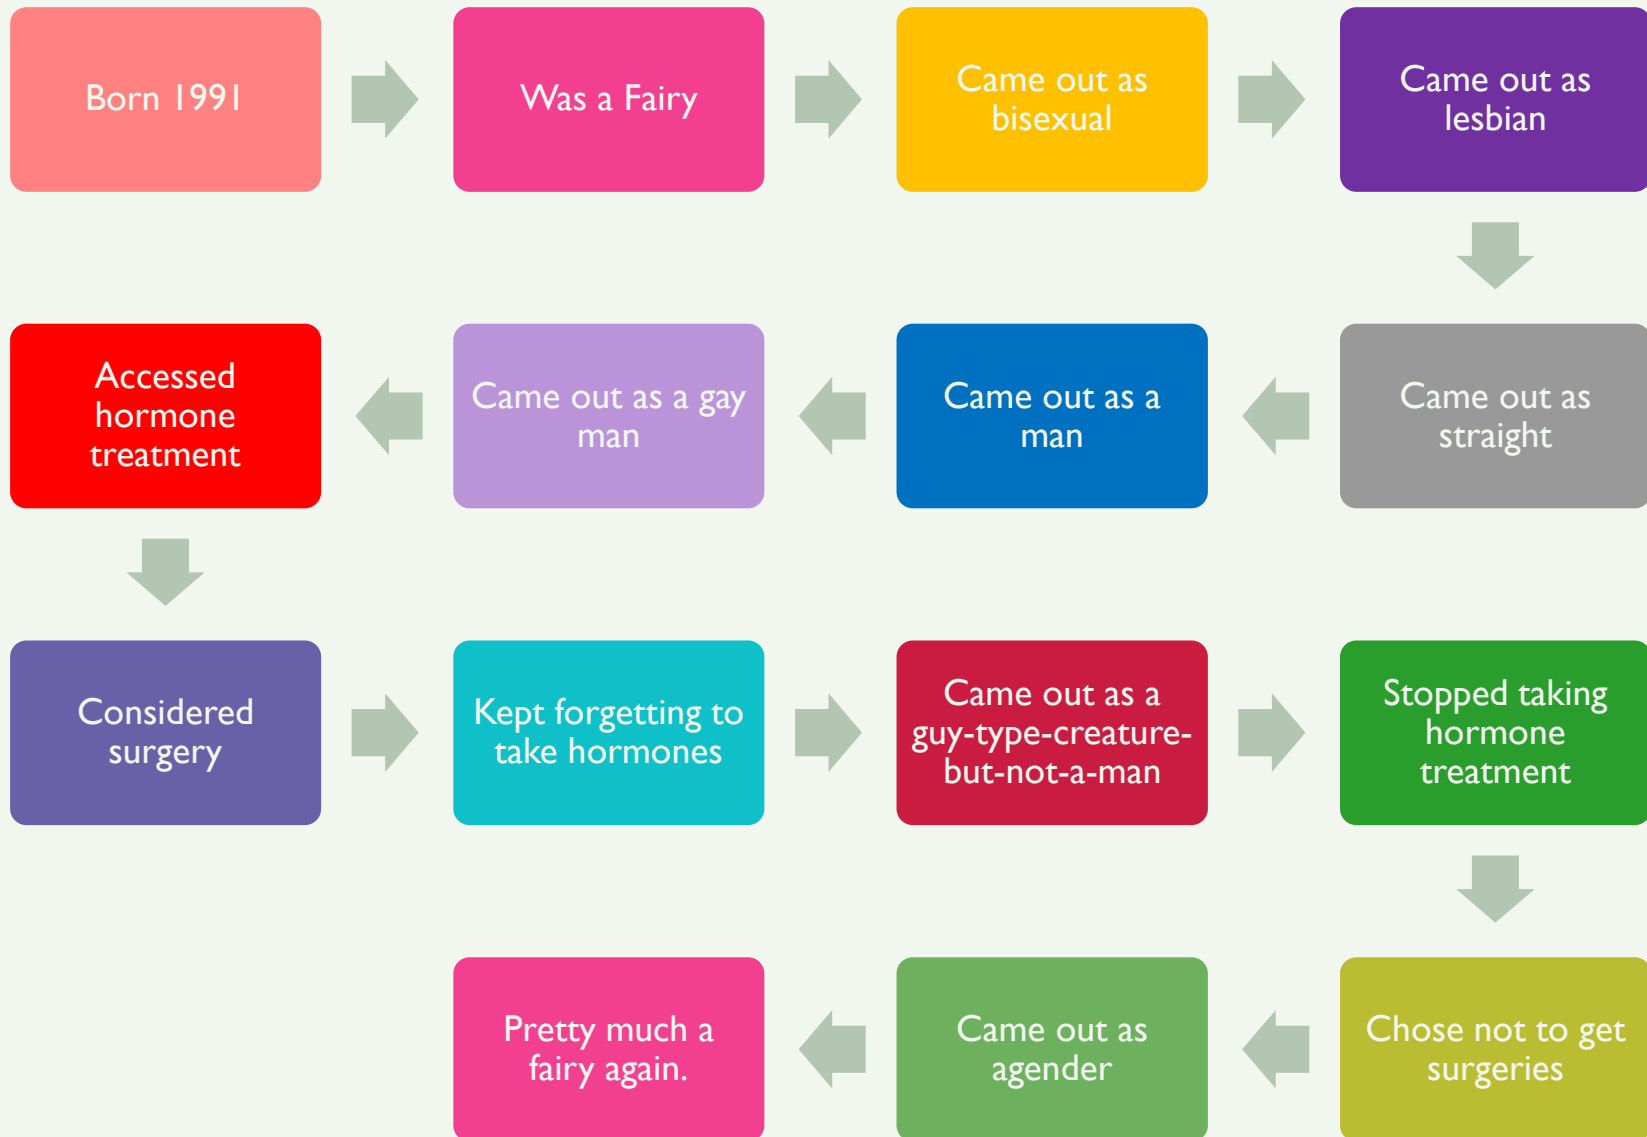 Born 1991
Was a Fairy
Came out as
bisexual
Came out as
lesbian
Came out as
straight
Came out as a
man
Came out as a gay
man
Accessed
hormone
treatment
Considered
surgery
Kept forgetting to
take hormones
Came out as a
guy-type-creature-
but-not-a-man
Stopped taking
hormone
treatment
Chose not to get
surgeries
Came out as
agender
Pretty much a
fairy again.